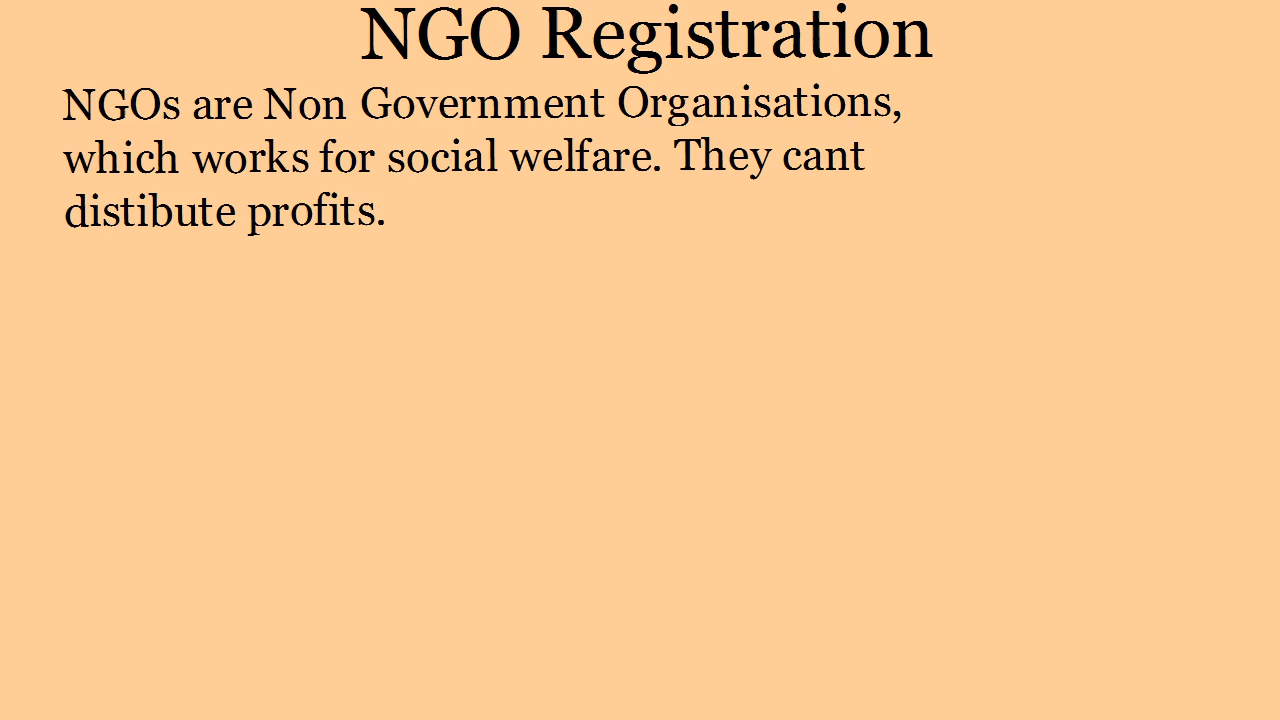 NGO Registration
NGOs are Non Government Organisations,
which works for social welfare. They cant
distibute profits.